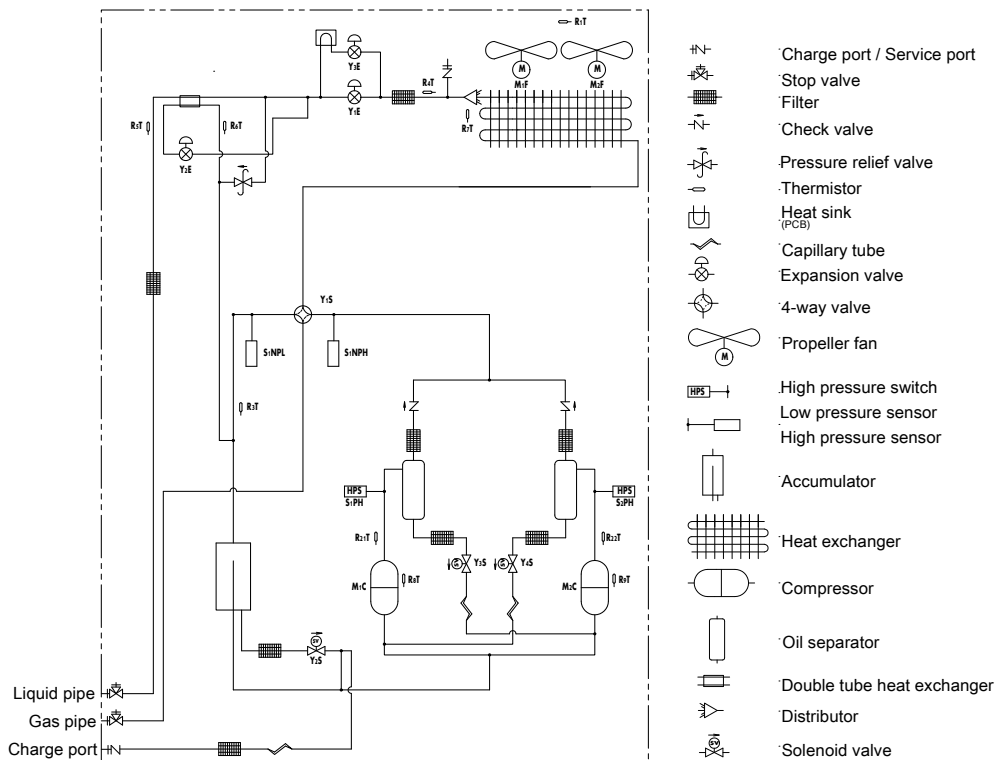 R1T
M
M
M1F
M2F
Y3E
Y1E
R4T
R7T
R5T
R6T
Y2E
Y1S
S1NPL
S1NPH
R3T
HPS
S1PH
HPS
S2PH
R21T
R22T
SV
Y3S
SV
Y4S
M1C
R8T
M2C
R9T
SV
Y2S
Liquid pipe
Gas pipe
Charge port
Charge port / Service port
Stop valve
Filter
Check valve
Pressure relief valve
Thermistor
Heat sink
(PCB)
Capillary tube
Expansion valve
4-way valve
M
Propeller fan
HPS
High pressure switch
Low pressure sensor
High pressure sensor
Accumulator
Heat exchanger
Compressor
Oil separator
Double tube heat exchanger
Distributor
SV
Solenoid valve